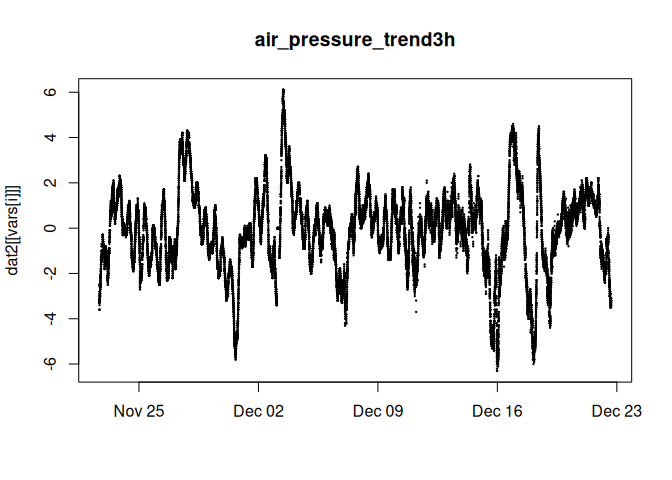 air_pressure_trend3h
dat2[[vars[i]]]
6
4
2
0
-2
-4
-6
Nov 25
Dec 02
Dec 09
Dec 16
Dec 23